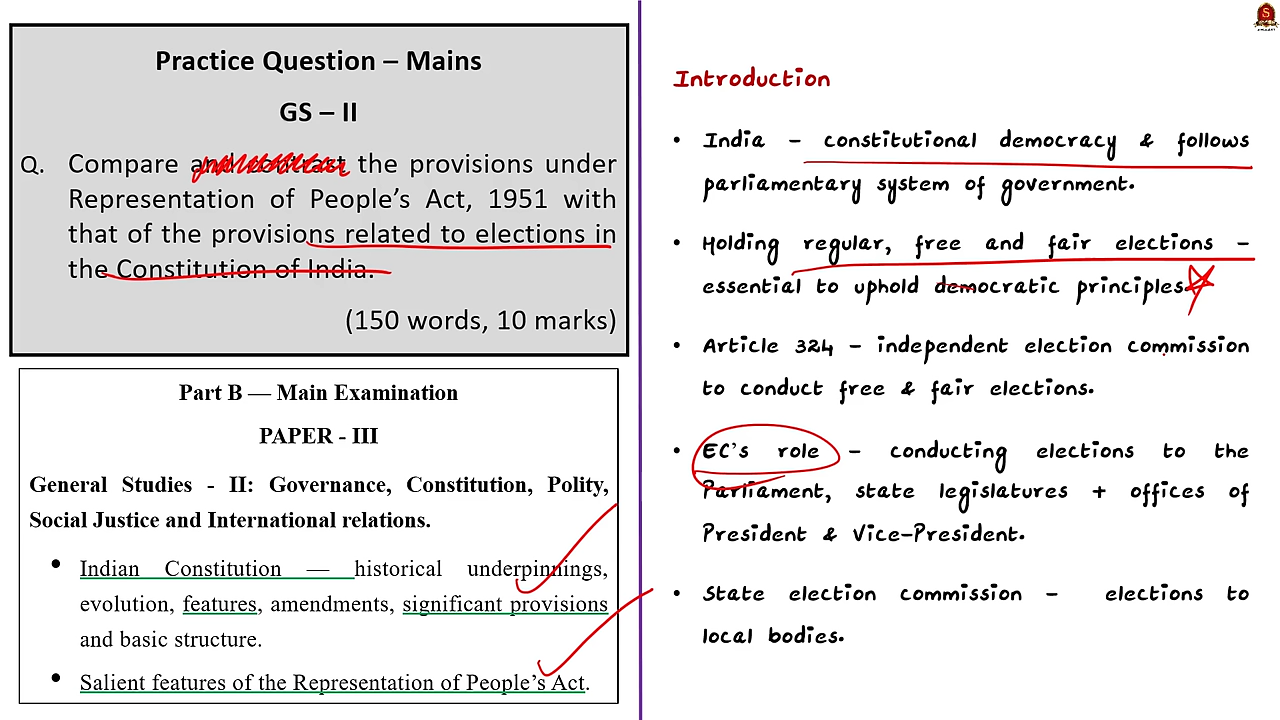 Practice Question – Mains
GS – II
Q. Compare and contrast the provisions under
Representation of People's Act, 1951 with
that of the provisions related to elections in
the Constitution of India.
(150 words, 10 marks)
Part B — Main Examination
PAPER - III
General Studies - II: Governance, Constitution, Polity,
Social Justice and International relations.
• Indian Constitution — historical underpinnings,
evolution, features, amendments, significant provisions
and basic structure.
• Salient features of the Representation of People's Act.
Introduction
• India – constitutional democracy & follows
parliamentary system of government.
• Holding regular, free and fair elections –
essential to uphold democratic principles.
• Article 324 – independent election commission
to conduct free & fair elections.
• EC's role – conducting elections to the
Parliament, state legislatures + offices of
President & Vice-President.
• State election commission – elections to
local bodies.